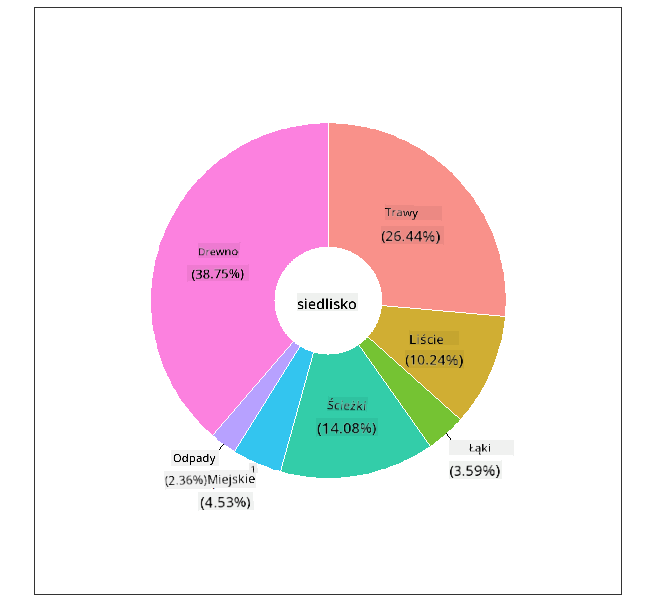 Trawy
(26.44%)
Drewno
(38.75%)
siedlisko
Liście
(10.24%)
Ścieżki
(14.08%)
Łąki
(3.59%)
Odpady
(2.36%)
Miejskie
(4.53%)